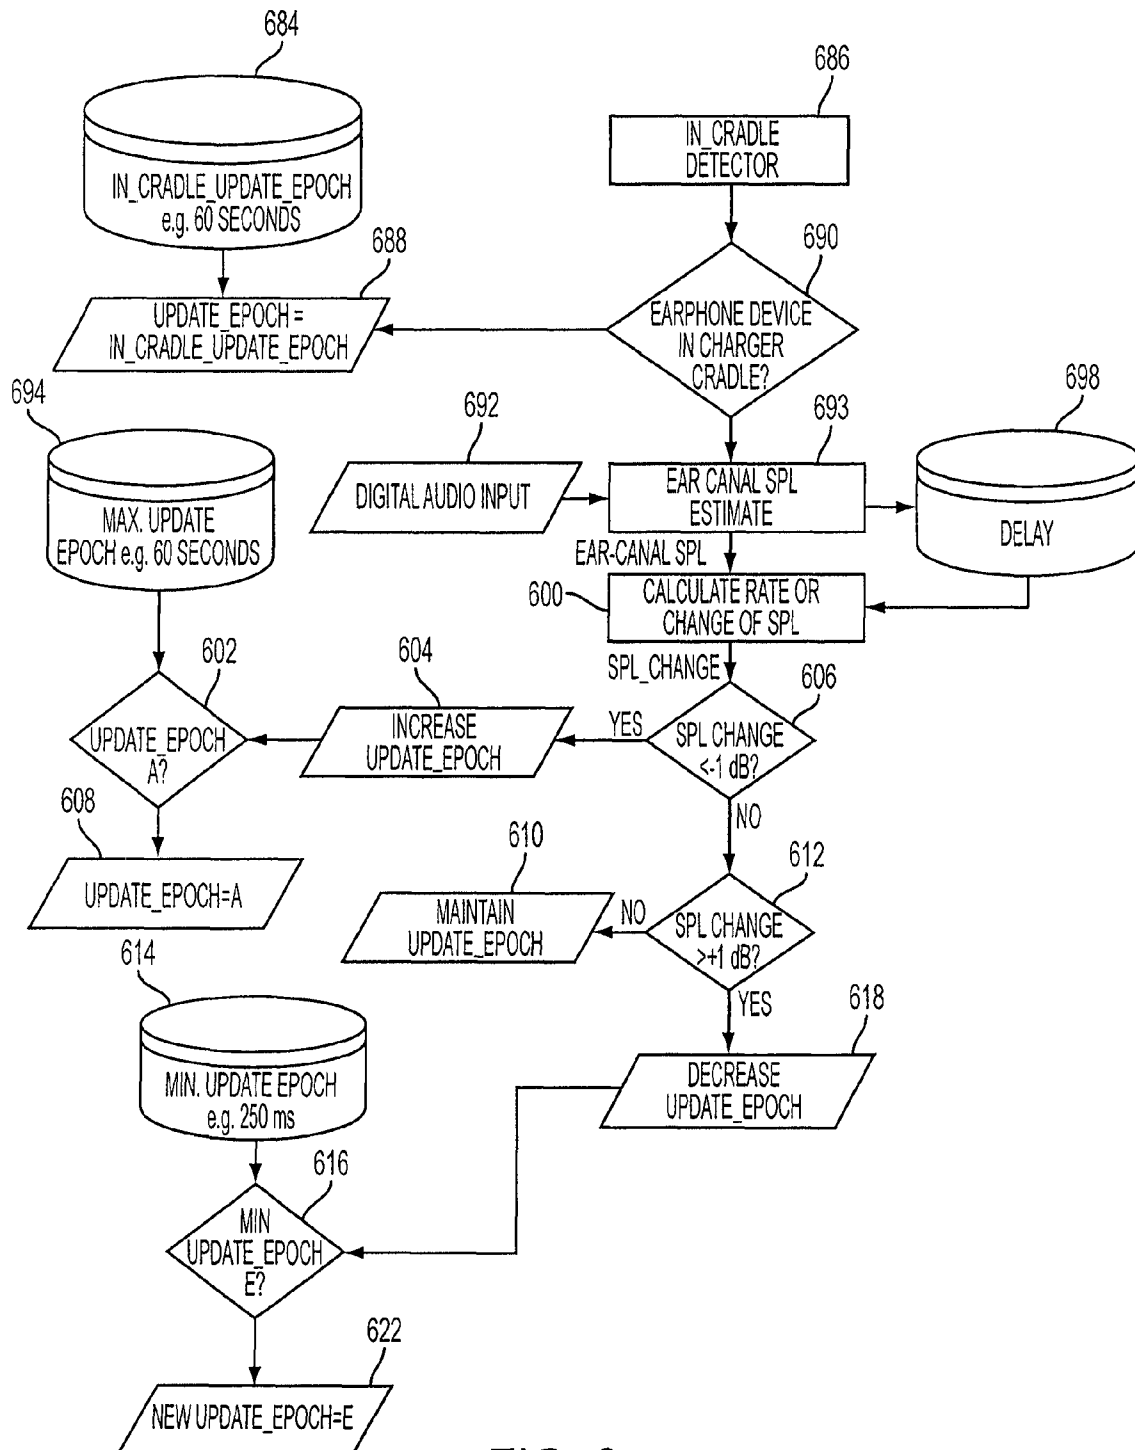 684
686
IN_CRADLE
DETECTOR
IN_CRADLE_UPDATE_EPOCH
e.g. 60 SECONDS
688
690
UPDATE_EPOCH =
IN_CRADLE_UPDATE_EPOCH
EARPHONE DEVICE
IN CHARGER
CRADLE?
694
692
693
698
MAX. UPDATE
EPOCH e.g. 60 SECONDS
DIGITAL AUDIO INPUT
EAR CANAL SPL
ESTIMATE
DELAY
EAR-CANAL SPL
600
CALCULATE RATE OR
CHANGE OF SPL
602
604
SPL_CHANGE
606
UPDATE_EPOCH
A?
INCREASE
UPDATE_EPOCH
YES
SPL CHANGE
<-1 dB?
608
NO
UPDATE_EPOCH=A
610
612
MAINTAIN
UPDATE_EPOCH
NO
SPL CHANGE
>+1 dB?
614
YES
618
MIN. UPDATE EPOCH
e.g. 250 ms
DECREASE
UPDATE_EPOCH
616
MIN
UPDATE_EPOCH
E?
622
NEW UPDATE_EPOCH=E